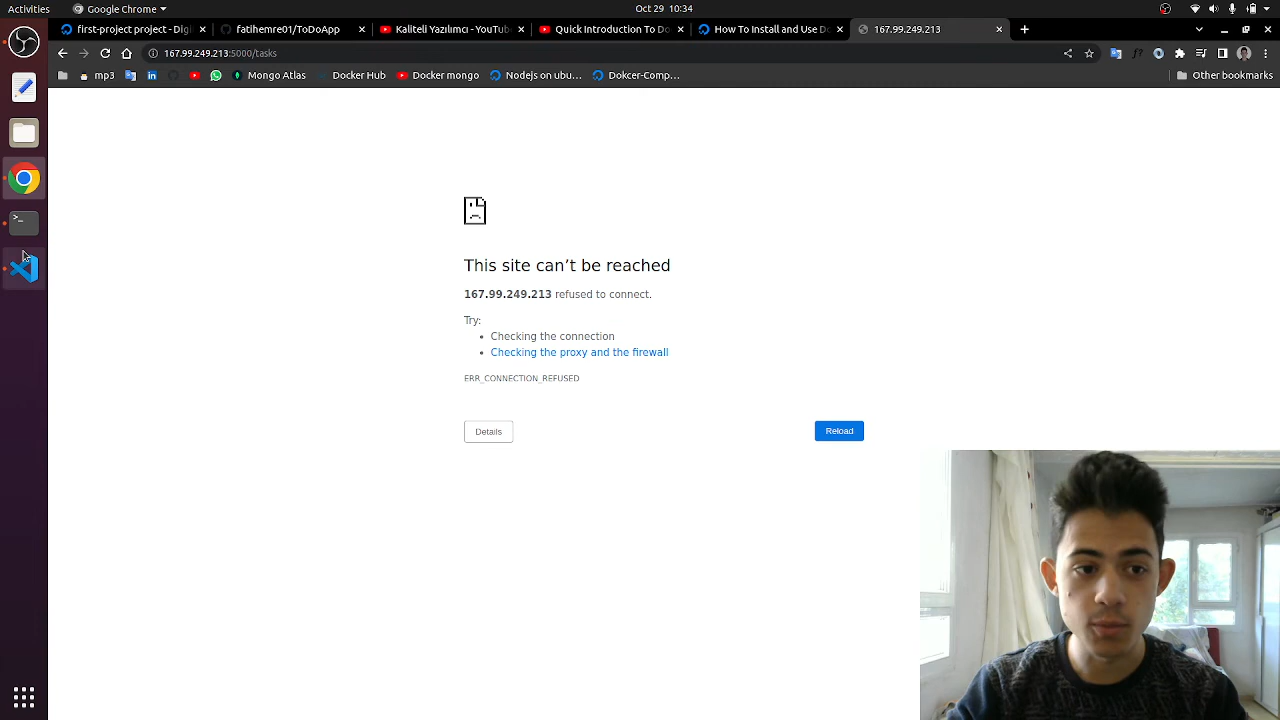 Activities
Google Chrome
Oct 29 10:34
first-project project - Digi
fatihemre01/ToDoApp
Kaliteli Yazılımcı - YouTub
Quick Introduction To Do
How To Install and Use Do
167.99.249.213
167.99.249.213:5000/tasks
mp3
Mongo Atlas
Docker Hub
Docker mongo
Nodejs on ubu...
Dokcer-Comp...
Other bookmarks
This site can’t be reached
167.99.249.213 refused to connect.
Try:
• Checking the connection
• Checking the proxy and the firewall
ERR_CONNECTION_REFUSED
Details
Reload